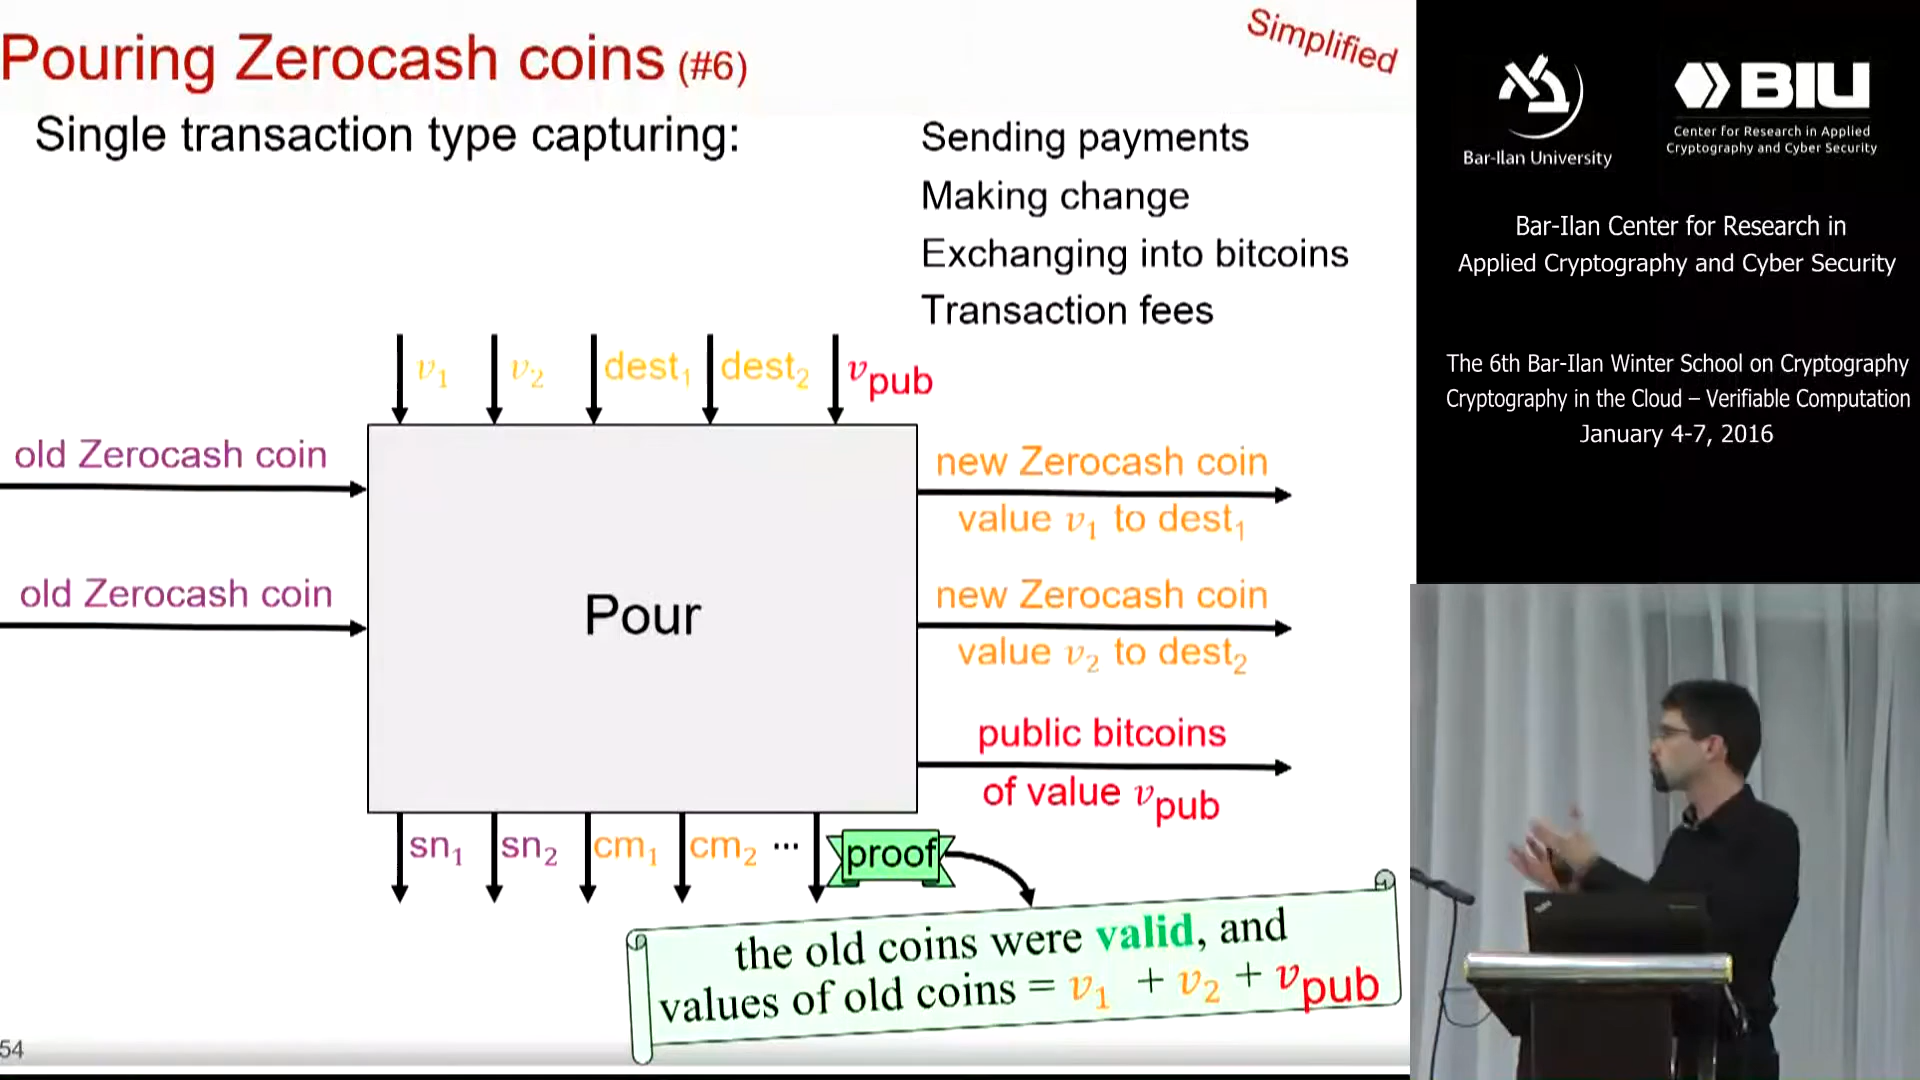 Pouring Zerocash coins (#6)
Simplified
Single transaction type capturing:
Sending payments
Making change
Exchanging into bitcoins
Transaction fees
v₁ v₂ dest₁ dest₂ v_pub
old Zerocash coin
old Zerocash coin
Pour
new Zerocash coin
value v₁ to dest₁
new Zerocash coin
value v₂ to dest₂
public bitcoins
of value v_pub
sn₁ sn₂ cm₁ cm₂ ... proof
the old coins were valid, and
values of old coins = v₁ + v₂ + v_pub
54
Bar-Ilan University
BIU
Center for Research in Applied
Cryptography and Cyber Security
Bar-Ilan Center for Research in
Applied Cryptography and Cyber Security
The 6th Bar-Ilan Winter School on Cryptography
Cryptography in the Cloud – Verifiable Computation
January 4-7, 2016